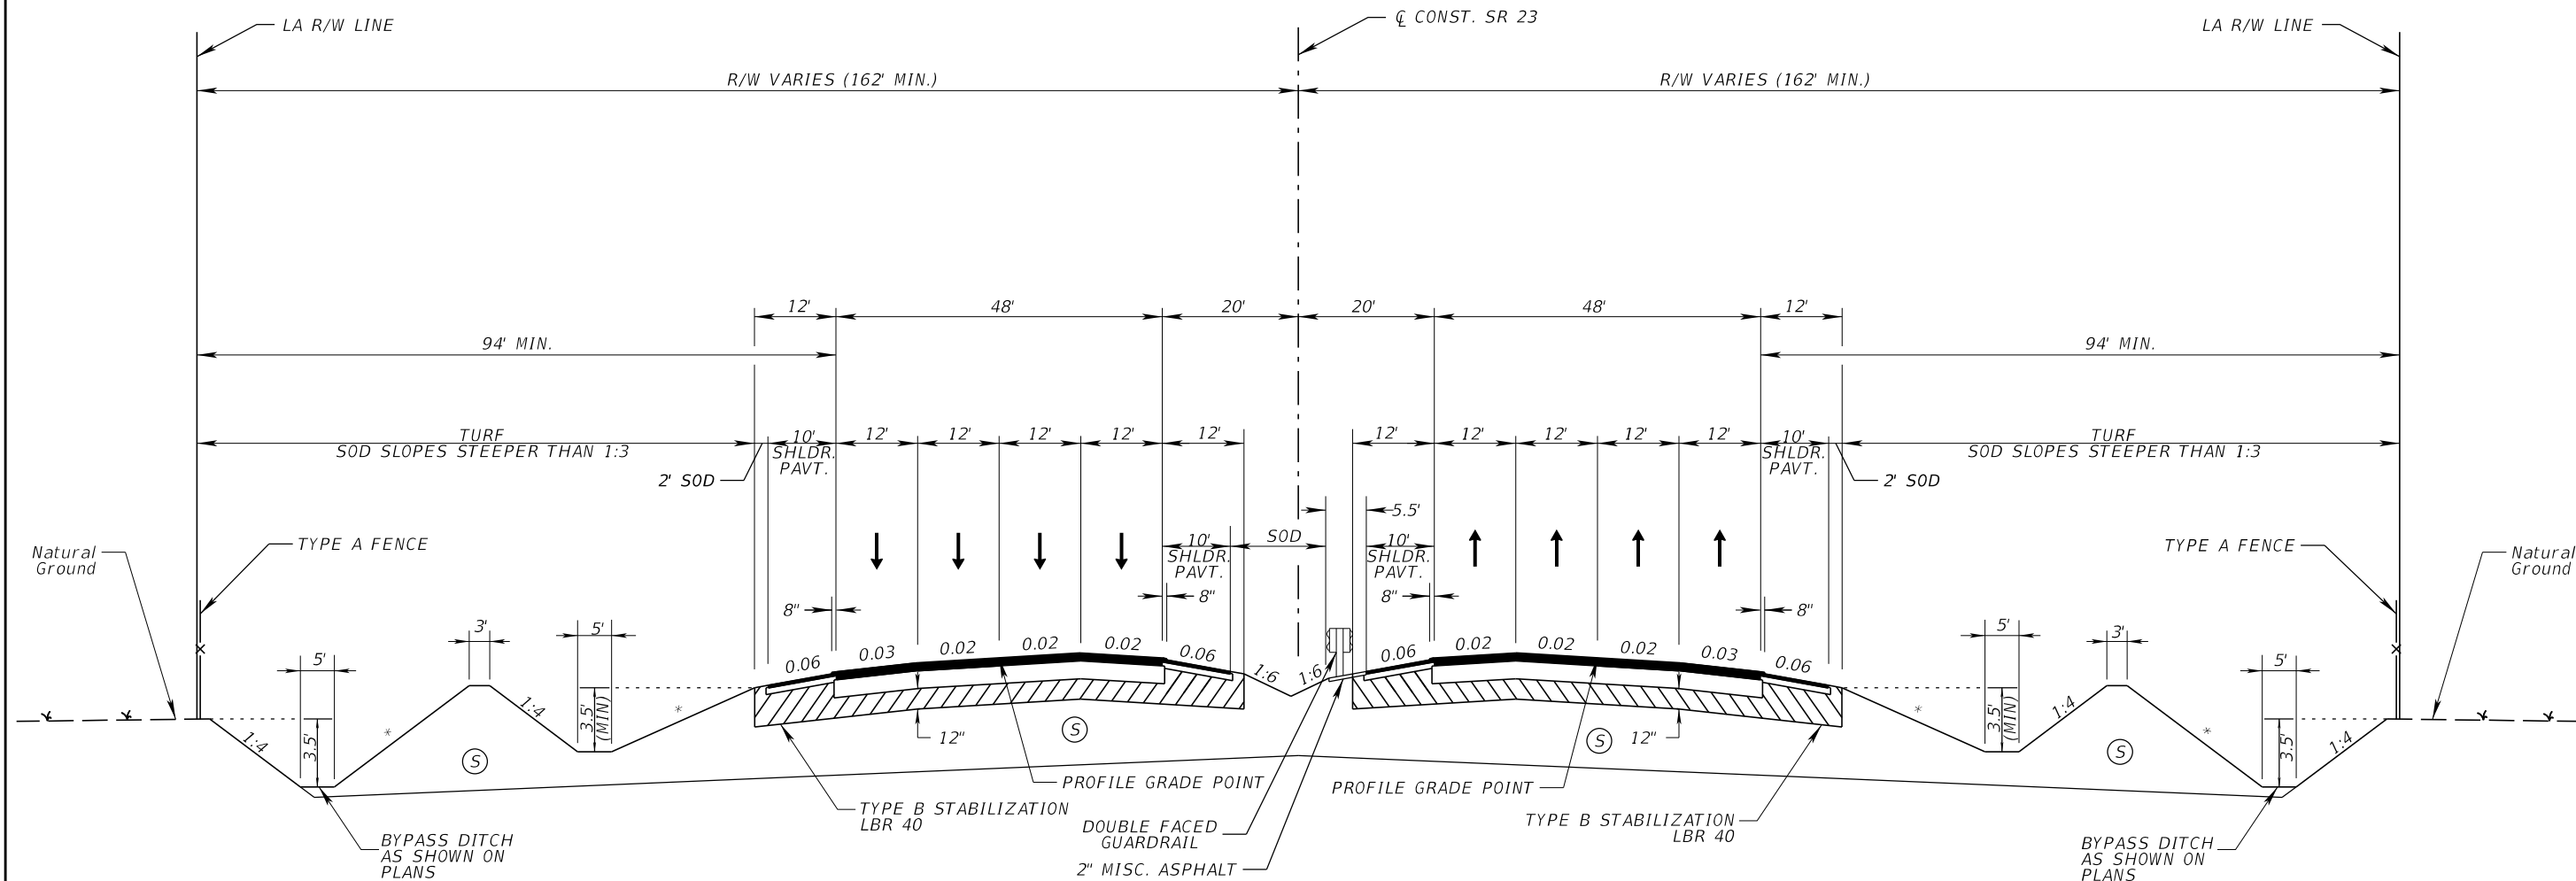 LA R/W LINE
℄ CONST. SR 23
LA R/W LINE
R/W VARIES (162' MIN.)
R/W VARIES (162' MIN.)
12'
48'
20'
20'
48'
12'
94' MIN.
94' MIN.
TURF
SOD SLOPES STEEPER THAN 1:3
2' SOD
10'
SHLDR.
PAVT.
12'
12'
12'
12'
12'
12'
12'
12'
12'
12'
10'
SHLDR.
PAVT.
2' SOD
TURF
SOD SLOPES STEEPER THAN 1:3
5.5'
10'
SHLDR.
PAVT.
SOD
10'
SHLDR.
PAVT.
Natural
Ground
TYPE A FENCE
TYPE A FENCE
Natural
Ground
8"
8"
8"
8"
5'
3'
5'
5'
3'
5'
0.06
0.03
0.02
0.02
0.02
0.06
1:6
1:6
0.06
0.02
0.02
0.02
0.03
0.06
1:4
3.5'
*
1:4
3.5'
(MIN)
*
*
3.5'
(MIN)
1:4
*
3.5'
1:4
S
12"
S
S
12"
S
PROFILE GRADE POINT
PROFILE GRADE POINT
TYPE B STABILIZATION
LBR 40
DOUBLE FACED
GUARDRAIL
2" MISC. ASPHALT
TYPE B STABILIZATION
LBR 40
BYPASS DITCH
AS SHOWN ON
PLANS
BYPASS DITCH
AS SHOWN ON
PLANS